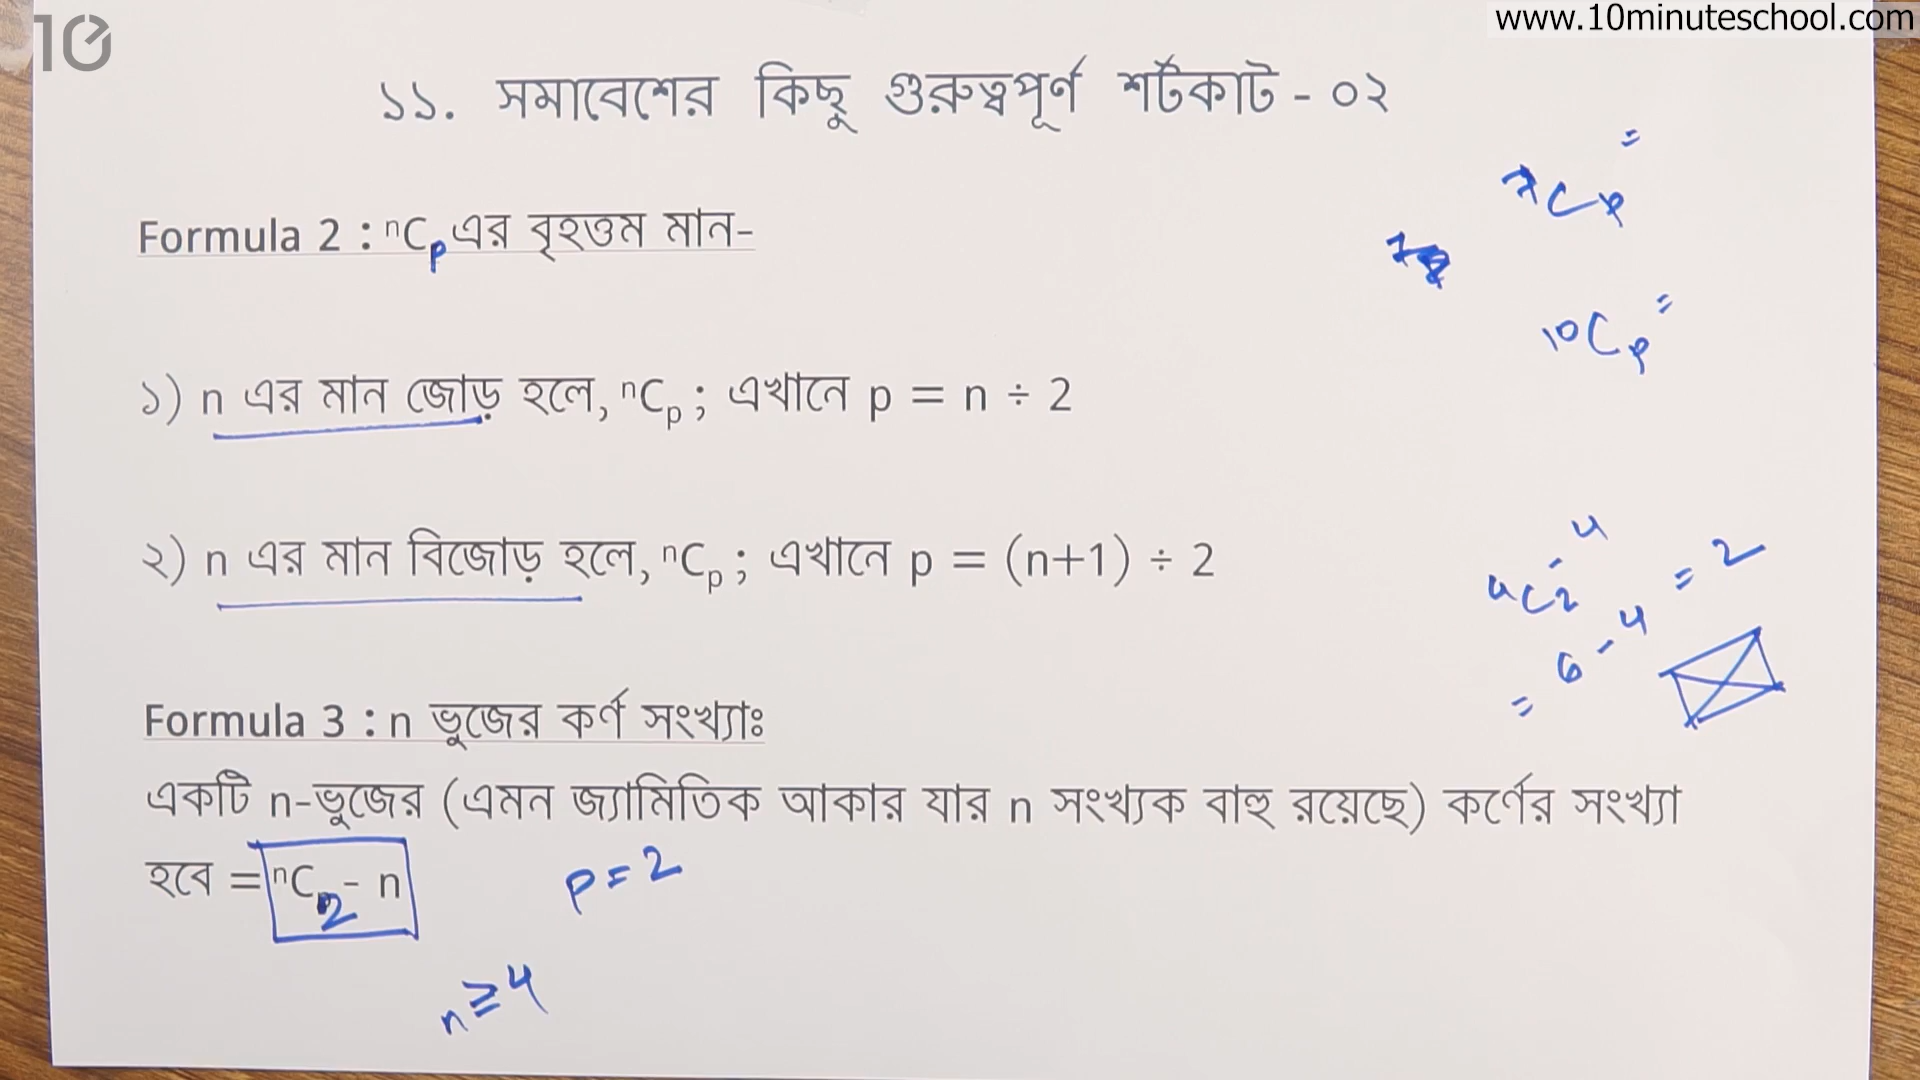 10
www.10minuteschool.com
১১. সমাবেশের কিছু গুরুত্বপূর্ণ শর্টকাট - ০২
=
Formula 2 : ⁿCp এর বৃহত্তম মান-
7Cp
10Cp =
১) n এর মান জোড় হলে, ⁿCp ; এখানে p = n ÷ 2
২) n এর মান বিজোড় হলে, ⁿCp ; এখানে p = (n+1) ÷ 2
4C2 - 4
= 6 - 4 = 2
Formula 3 : n ভুজের কর্ণ সংখ্যাঃ
একটি n-ভুজের (এমন জ্যামিতিক আকার যার n সংখ্যক বাহু রয়েছে) কর্ণের সংখ্যা
হবে = ⁿC2 - n
p = 2
n ≥ 4